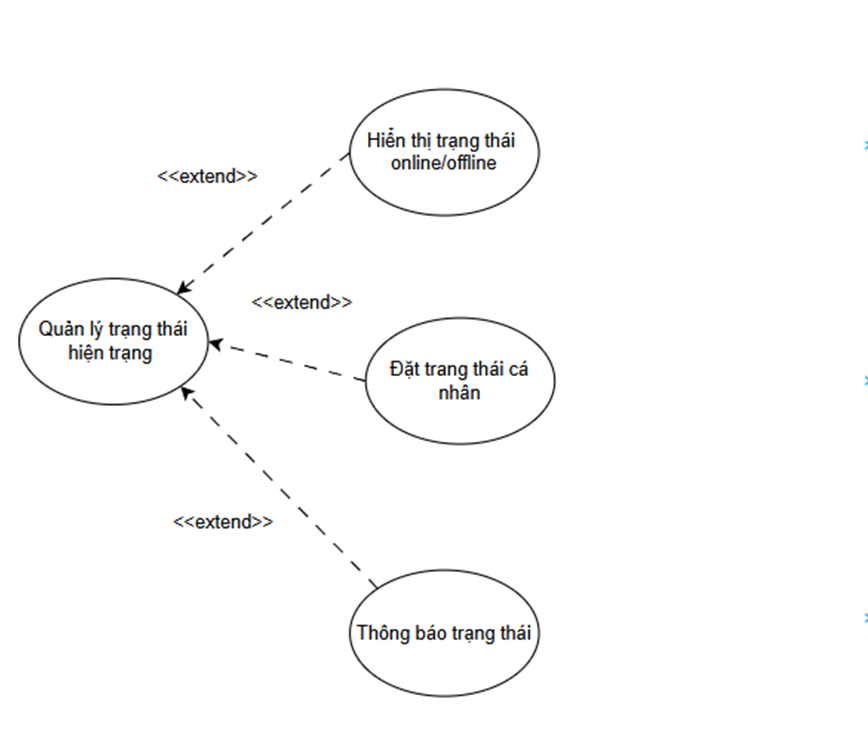 Hiển thị trạng thái
online/offline
<<extend>>
<<extend>>
Quản lý trạng thái
hiện trạng
Đặt trang thái cá
nhân
<<extend>>
Thông báo trạng thái